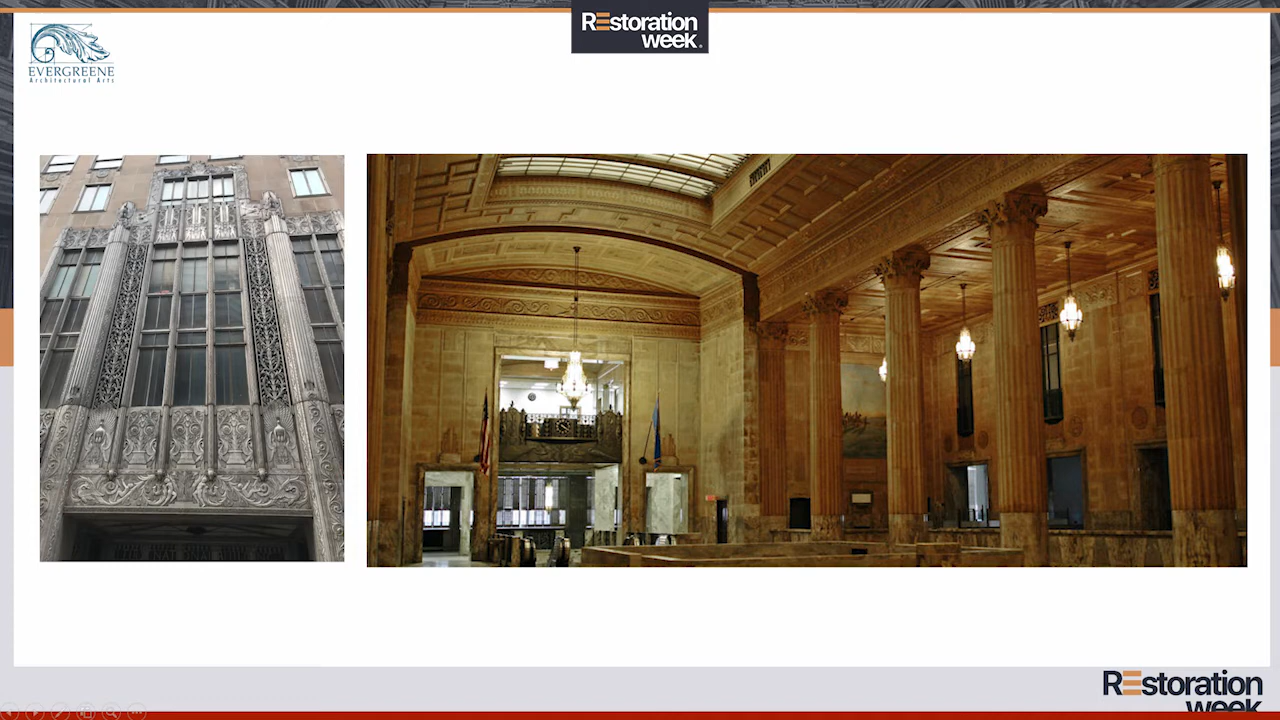 REstoration
week.
EVERGREENE
Architectural Arts
REstoration
week